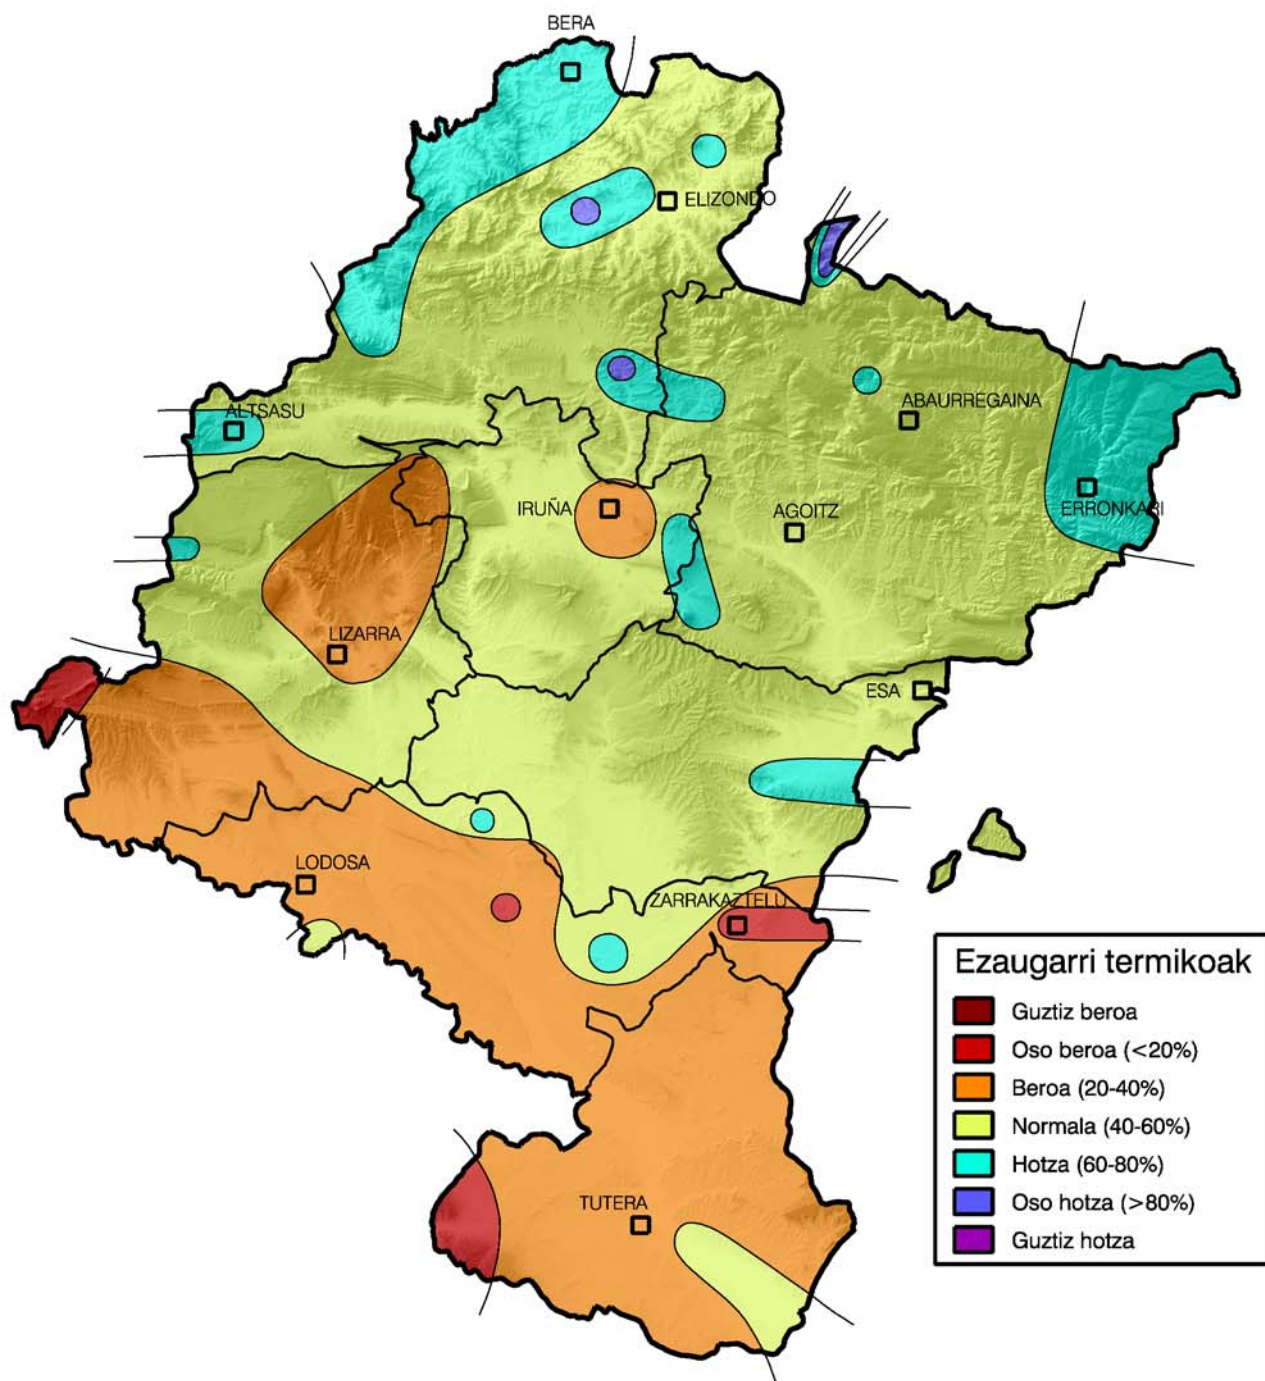 BERA
ELIZONDO
ALTSASU
ABAURREGAINA
IRUÑA
AGOITZ
ERRONKARI
LIZARRA
ESA
LODOSA
ZARRAKAZTELU
TUTERA
Ezaugarri termikoak
Guztiz beroa
Oso beroa (<20%)
Beroa (20-40%)
Normala (40-60%)
Hotza (60-80%)
Oso hotza (>80%)
Guztiz hotza